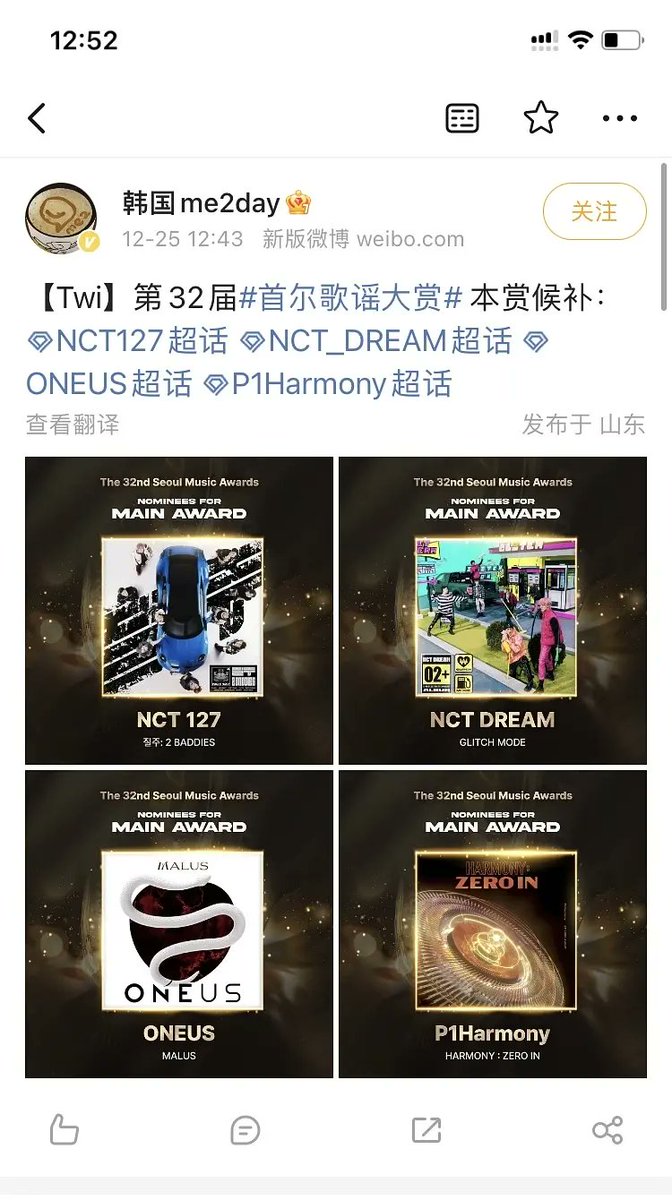 12:52
韩国me2day
关注
12-25 12:43 新版微博 weibo.com
【Twi】第32届#首尔歌谣大赏# 本赏候补：
NCT127超话 NCT_DREAM超话
ONEUS超话 P1Harmony超话
查看翻译
发布于 山东
The 32nd Seoul Music Awards
NOMINEES FOR
MAIN AWARD
NCT 127
질주: 2 BADDIES
The 32nd Seoul Music Awards
NOMINEES FOR
MAIN AWARD
NCT DREAM
02+
NCT DREAM
GLITCH MODE
The 32nd Seoul Music Awards
NOMINEES FOR
MAIN AWARD
MALUS
ONEUS
ONEUS
MALUS
The 32nd Seoul Music Awards
NOMINEES FOR
MAIN AWARD
HARMONY:
ZERO IN
P1Harmony
HARMONY : ZERO IN